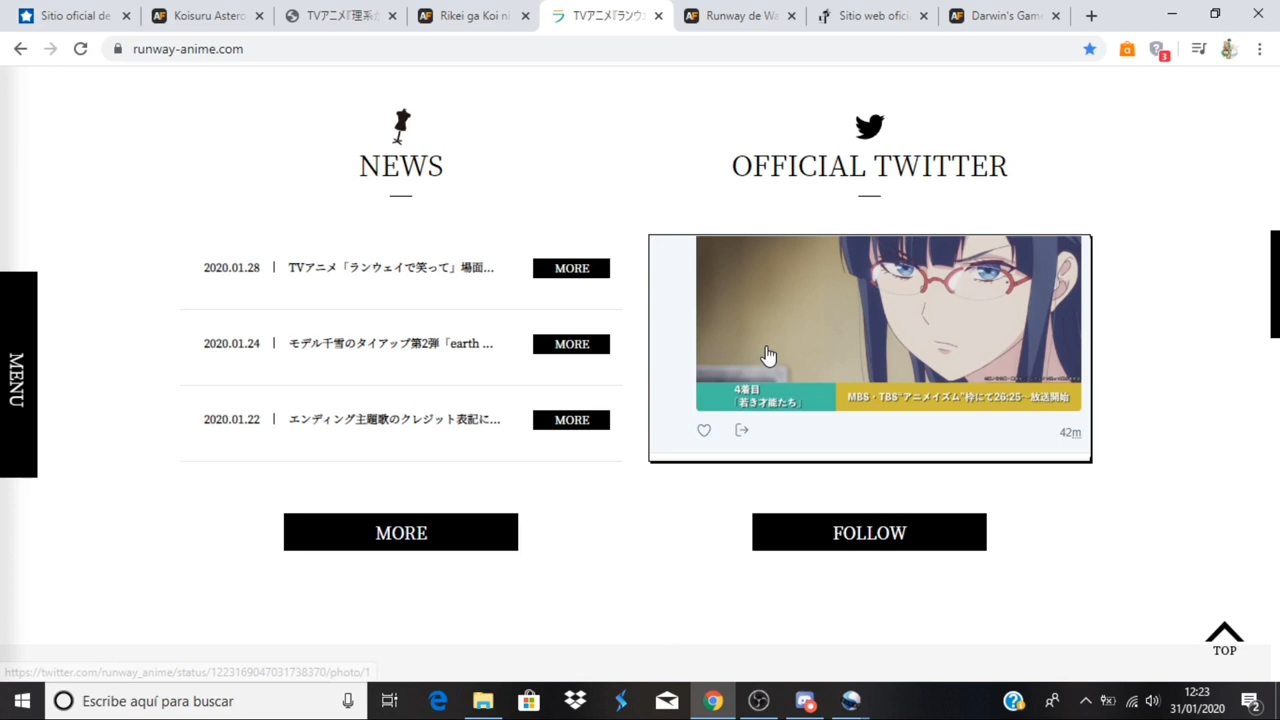 Sitio oficial de
Koisuru Astero
TVアニメ『理系が
Rikei ga Koi ni
TVアニメ『ランウェ
Runway de Wa
Sitio web ofici
Darwin's Game
runway-anime.com
3
NEWS
OFFICIAL TWITTER
2020.01.28
TVアニメ「ランウェイで笑って」場面...
MORE
2020.01.24
モデル千雪のタイアップ第2弾「earth ...
MORE
2020.01.22
エンディング主題歌のクレジット表記に...
MORE
MORE
4着目
「若き才能たち」
MBS・TBS“アニメイズム”枠にて26:25～放送開始
42m
FOLLOW
MENU
TOP
https://twitter.com/runway_anime/status/1223169047031738370/photo/1
Escribe aquí para buscar
12:23
31/01/2020
2